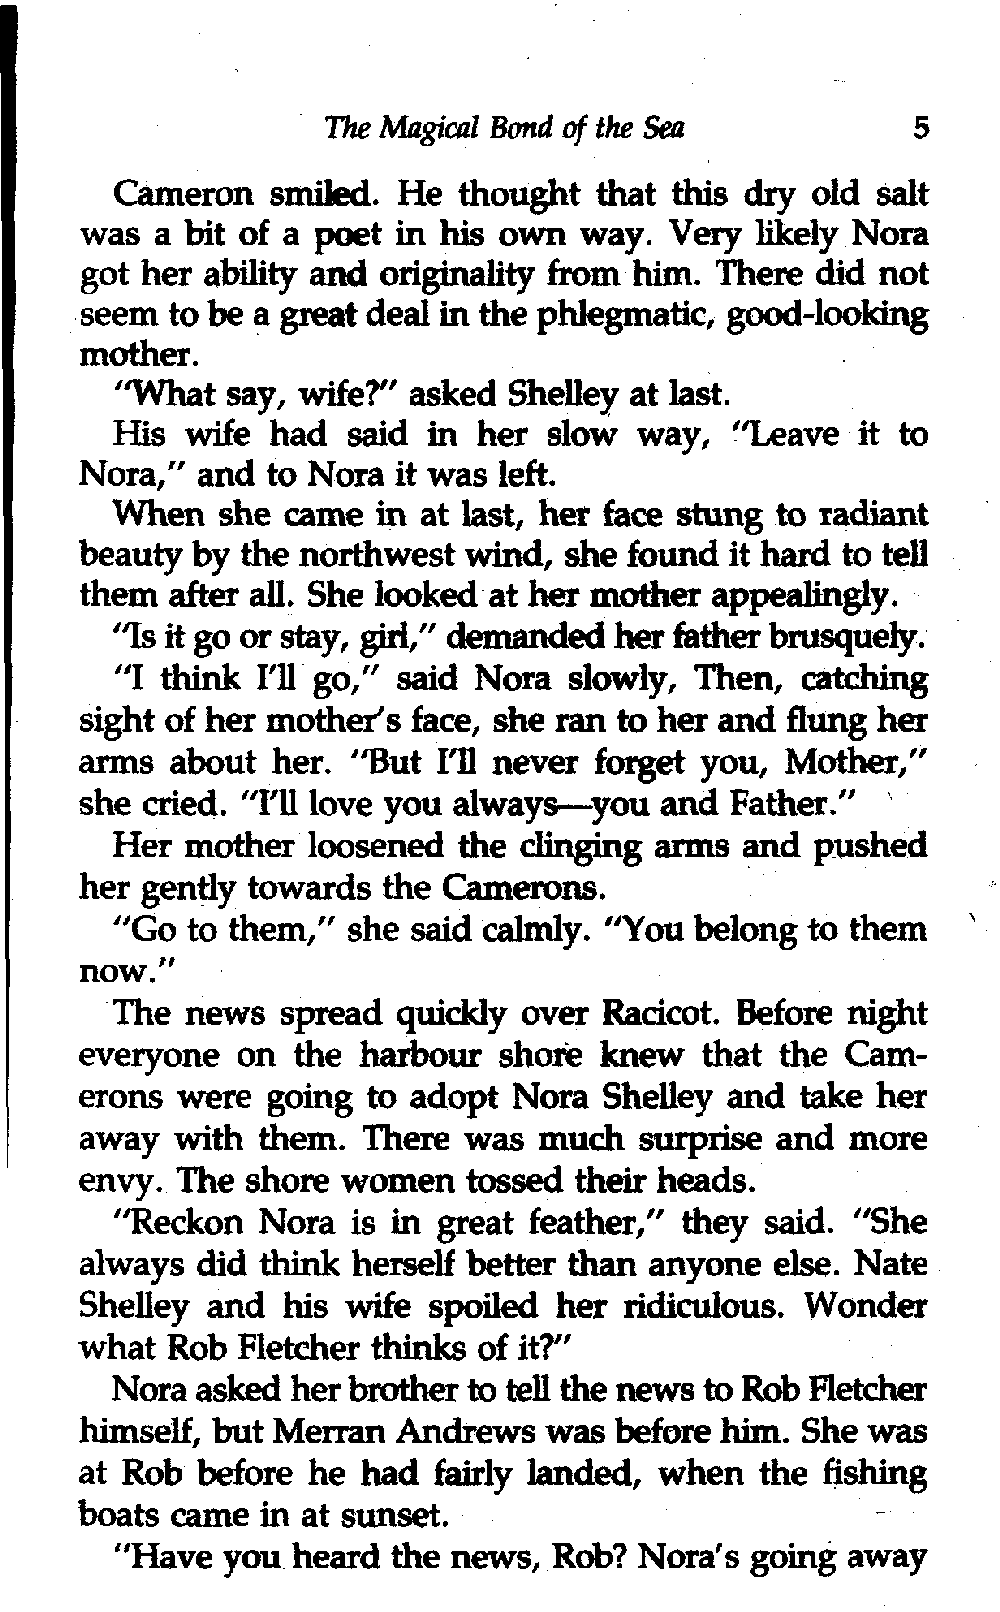 The Magical Bond of the Sea 5
Cameron smiled. He thought that this dry old salt
was a bit of a poet in his own way. Very likely Nora
got her ability and originality from him. There did not
seem to be a great deal in the phlegmatic, good-looking
mother.
"What say, wife?" asked Shelley at last.
His wife had said in her slow way, "Leave it to
Nora," and to Nora it was left.
When she came in at last, her face stung to radiant
beauty by the northwest wind, she found it hard to tell
them after all. She looked at her mother appealingly.
"Is it go or stay, girl," demanded her father brusquely.
"I think I'll go," said Nora slowly, Then, catching
sight of her mother's face, she ran to her and flung her
arms about her. "But I'll never forget you, Mother,"
she cried. "I'll love you always—you and Father."
Her mother loosened the clinging arms and pushed
her gently towards the Camerons.
"Go to them," she said calmly. "You belong to them
now."
The news spread quickly over Racicot. Before night
everyone on the harbour shore knew that the Cam-
erons were going to adopt Nora Shelley and take her
away with them. There was much surprise and more
envy. The shore women tossed their heads.
"Reckon Nora is in great feather," they said. "She
always did think herself better than anyone else. Nate
Shelley and his wife spoiled her ridiculous. Wonder
what Rob Fletcher thinks of it?"
Nora asked her brother to tell the news to Rob Fletcher
himself, but Merran Andrews was before him. She was
at Rob before he had fairly landed, when the fishing
boats came in at sunset.
"Have you heard the news, Rob? Nora's going away